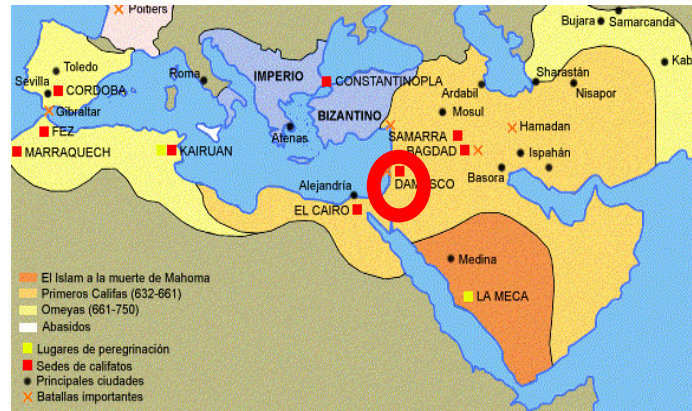 Poitiers
Bujara
Samarcanda
Toledo
Kab
Roma
IMPERIO
CONSTANTINOPLA
Sharastán
Sevilla
CORDOBA
Ardabil
Nisapor
Gibraltar
BIZANTINO
Mosul
FEZ
Atenas
SAMARRA
Hamadan
MARRAQUECH
KAIRUAN
BAGDAD
Ispahán
Basora
DAMASCO
Alejandría
EL CAIRO
Medina
LA MECA
El Islam a la muerte de Mahoma
Primeros Califas (632-661)
Omeyas (661-750)
Abasidos
Lugares de peregrinación
Sedes de califatos
Principales ciudades
Batallas importantes